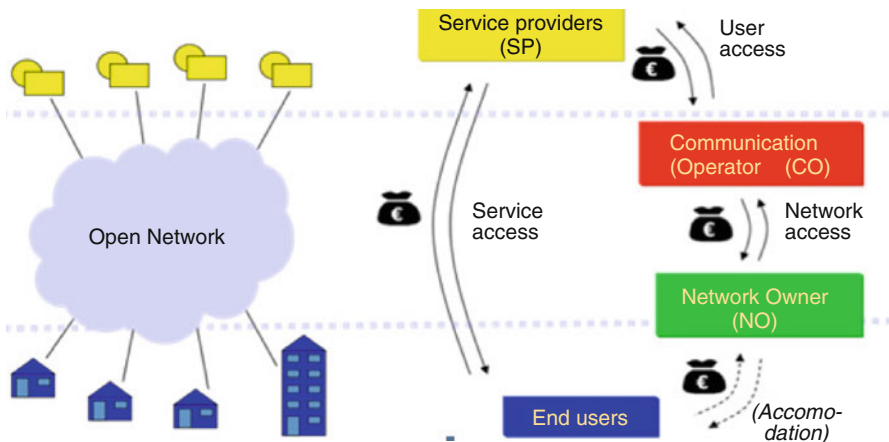 Service providers
(SP)
User
access
Communication
(Operator (CO)
€
€
Service
access
€
Network
access
Open Network
Network Owner
(NO)
€
End users
(Accomo-
dation)